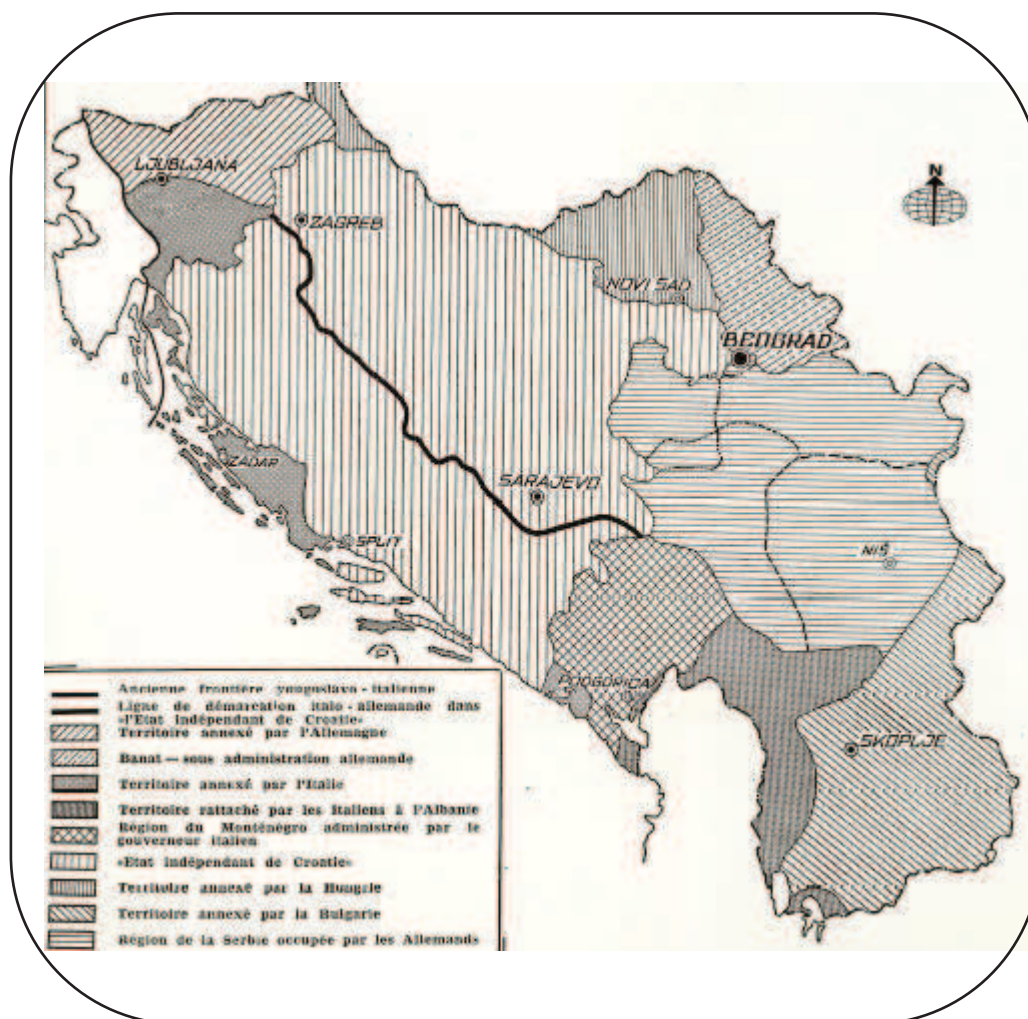 N
LJUBLJANA
ZAGREB
NOVI SAD
BEOGRAD
ZADAR
SARAJEVO
SPLIT
NIŠ
PODGORICA
SKOPLJE
Ancienne frontière yougoslavo-italienne
Ligne de démarcation italo-allemande dans
«l'Etat indépendant de Croatie»
Territoire annexé par l'Allemagne
Banat — sous administration allemande
Territoire annexé par l'Italie
Territoire rattaché par les Italiens à l'Albanie
Région du Monténégro administrée par le
gouverneur italien
«Etat indépendant de Croatie»
Territoire annexé par la Hongrie
Territoire annexé par la Bulgarie
Région de la Serbie occupée par les Allemands